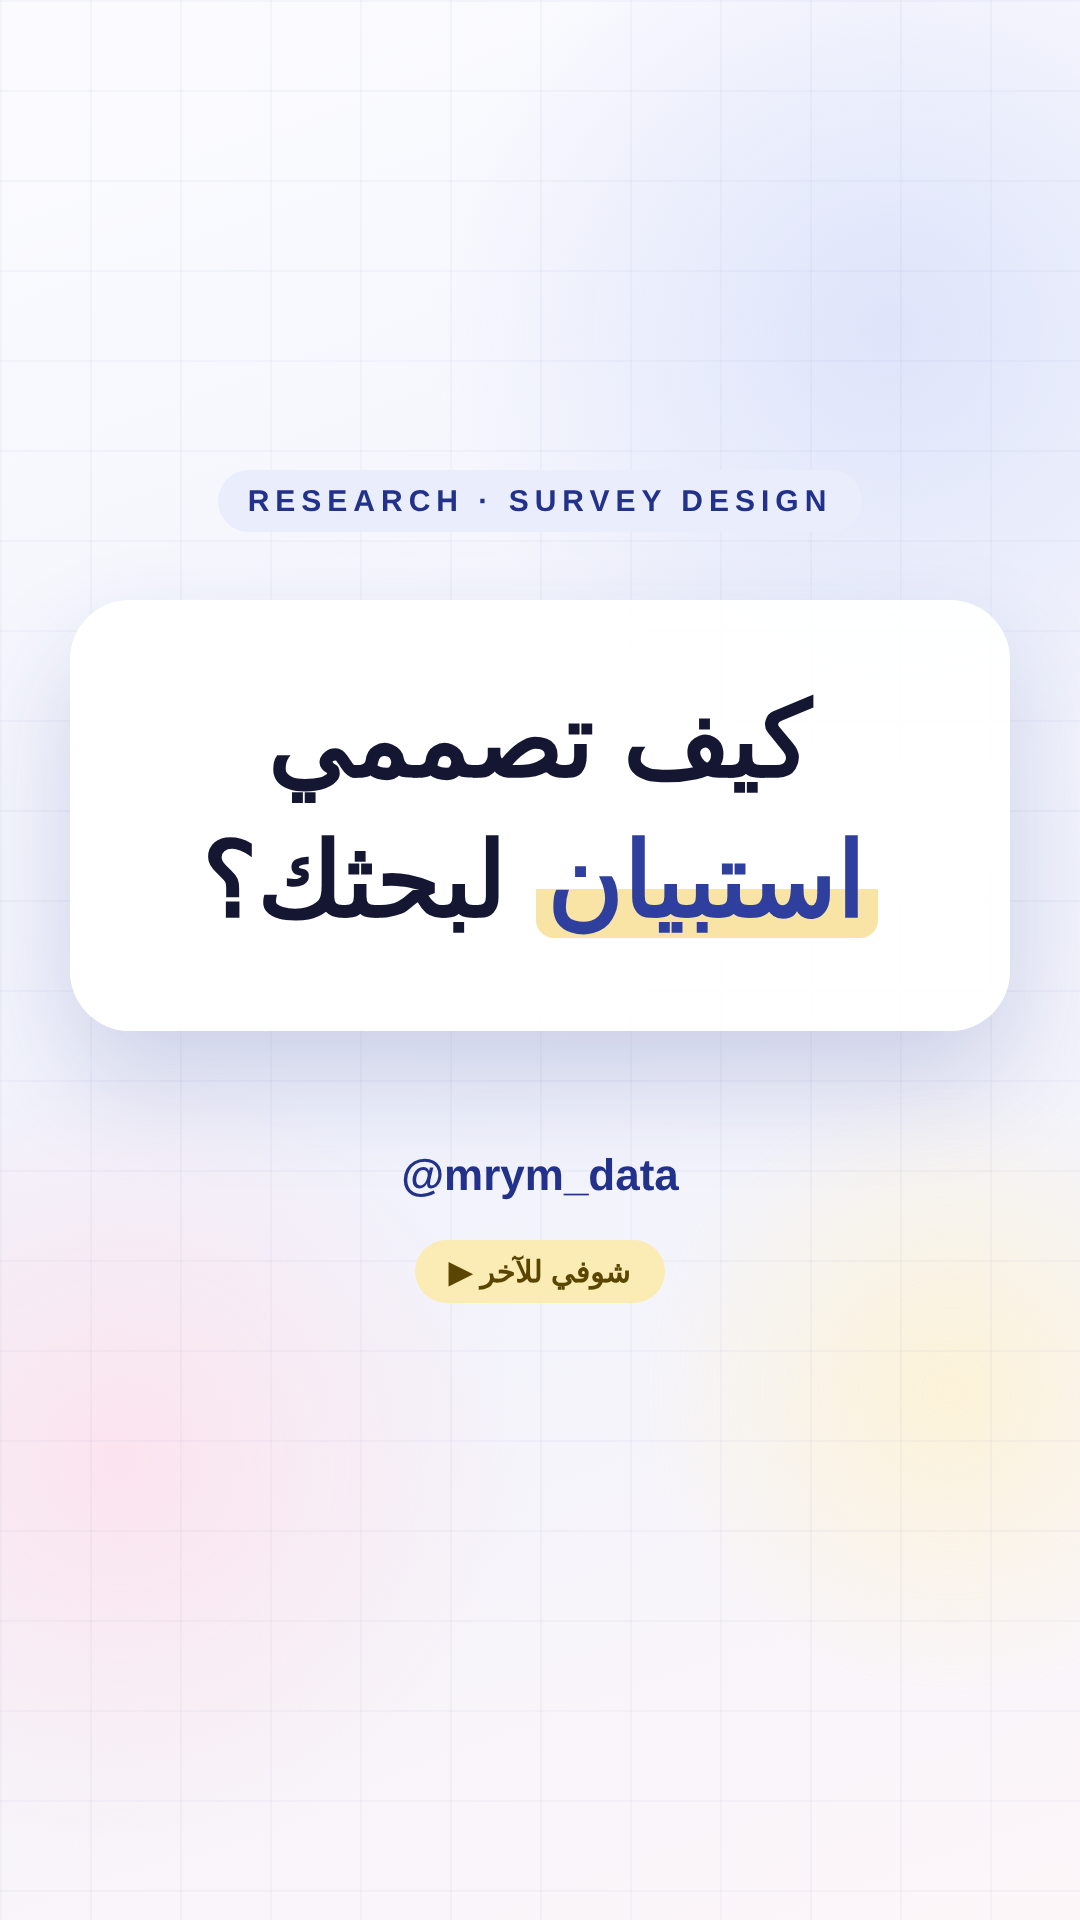 RESEARCH · SURVEY DESIGN
كيف تصممي
استبيان لبحثك؟
@mrym_data
شوفي للآخر ▶